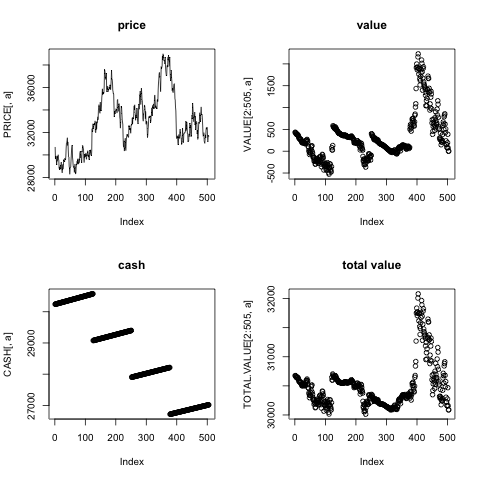 price
PRICE[, a]
28000 32000 36000
0 100 200 300 400 500
Index
value
VALUE[2:505, a]
-500 0 500 1500
0 100 200 300 400 500
Index
cash
CASH[, a]
27000 29000
0 100 200 300 400 500
Index
total value
TOTAL.VALUE[2:505, a]
30000 31000 32000
0 100 200 300 400 500
Index